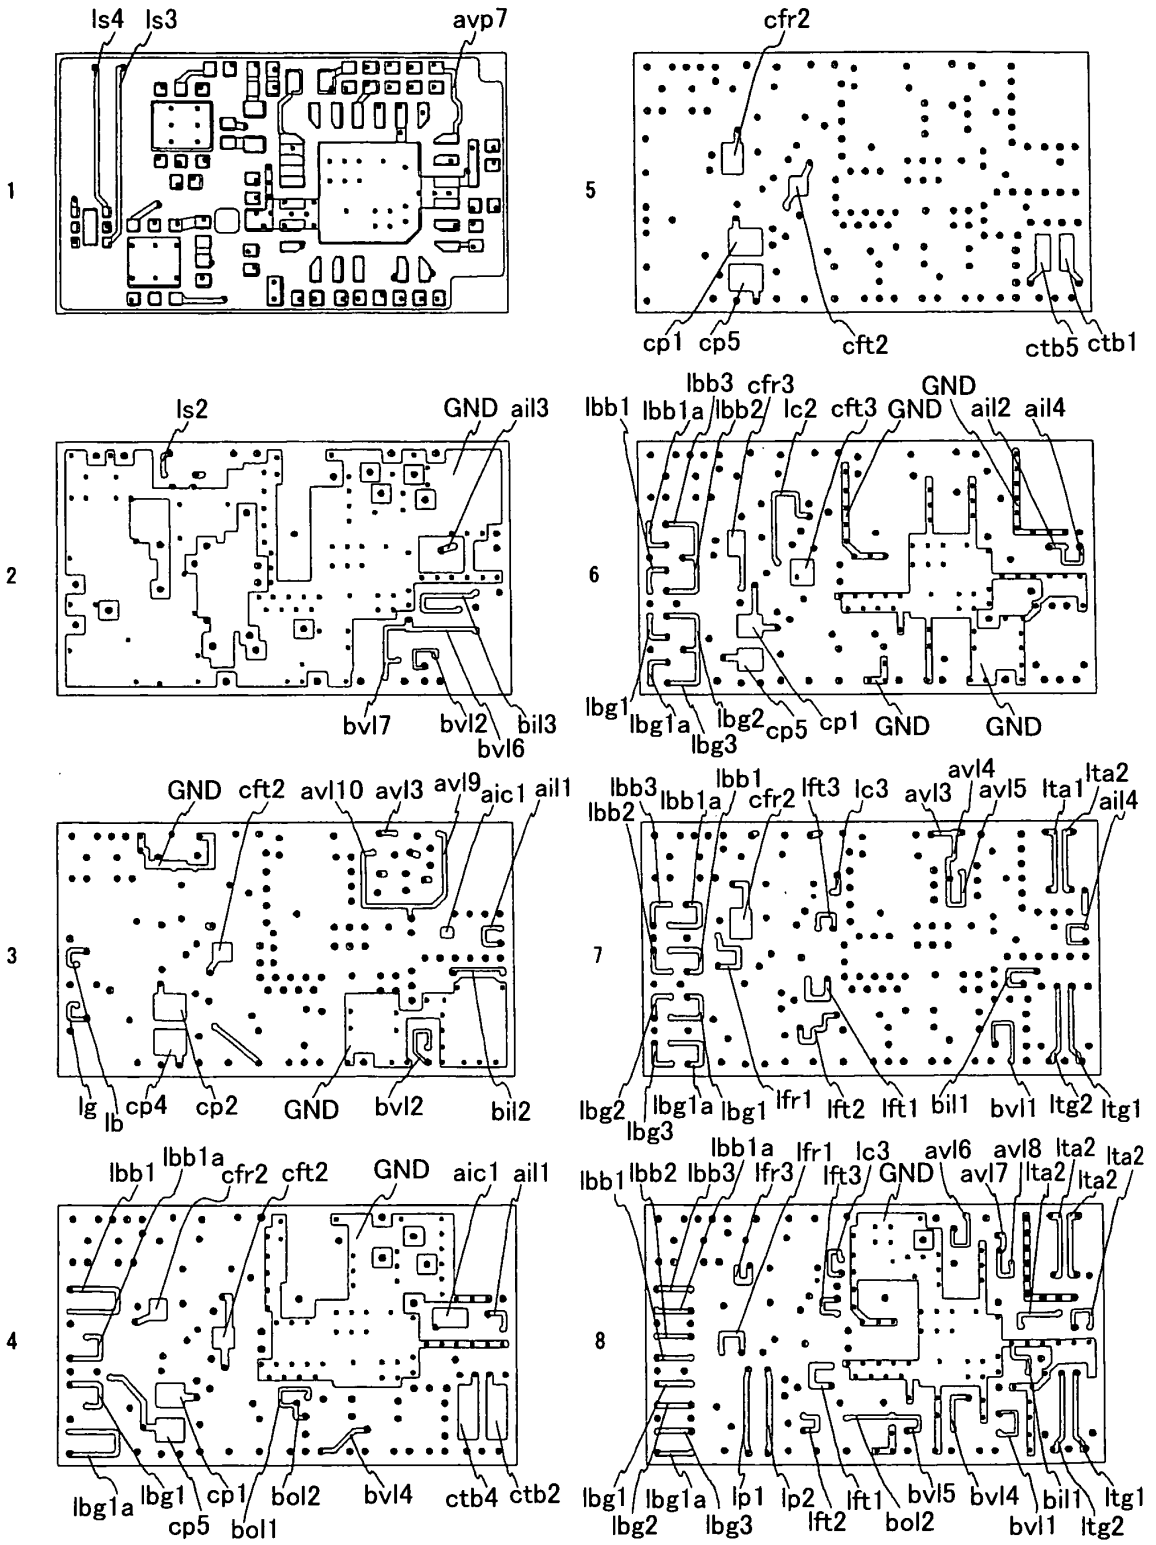 ls4 ls3 avp7
1
cfr2
5
cp1 cp5 cft2 ctb5 ctb1
ls2 GND ail3
2
bvl7 bvl2 bvl6 bil3
lbb3 cfr3 GND
lbb1 lbb1a lbb2 lc2 cft3 GND ail2 ail4
6
lbg1 lbg1a lbg3 lbg2 cp5 cp1 GND GND
GND cft2 avl10 avl3 avl9 aic1 ail1
3
lg lb cp4 cp2 GND bvl2 bil2
lbb3 lbb1 lft3 avl4 lta2
lbb2 lbb1a cfr2 lc3 avl3 avl5 lta1 ail4
7
lbg2 lbg3 lbg1a lbg1 lfr1 lft2 lft1 bil1 bvl1 ltg2 ltg1
lbb1 lbb1a cfr2 cft2 GND aic1 ail1
4
lbg1a lbg1 cp5 cp1 bol1 bol2 bvl4 ctb4 ctb2
lbb1a lfr1 lc3 avl6 avl8 lta2 lta2
lbb1 lbb2 lbb3 lfr3 lft3 GND avl7 lta2 lta2
8
lbg1 lbg2 lbg1a lbg3 lp1 lp2 lft2 lft1 bol2 bvl5 bvl4 bvl1 bil1 ltg2 ltg1